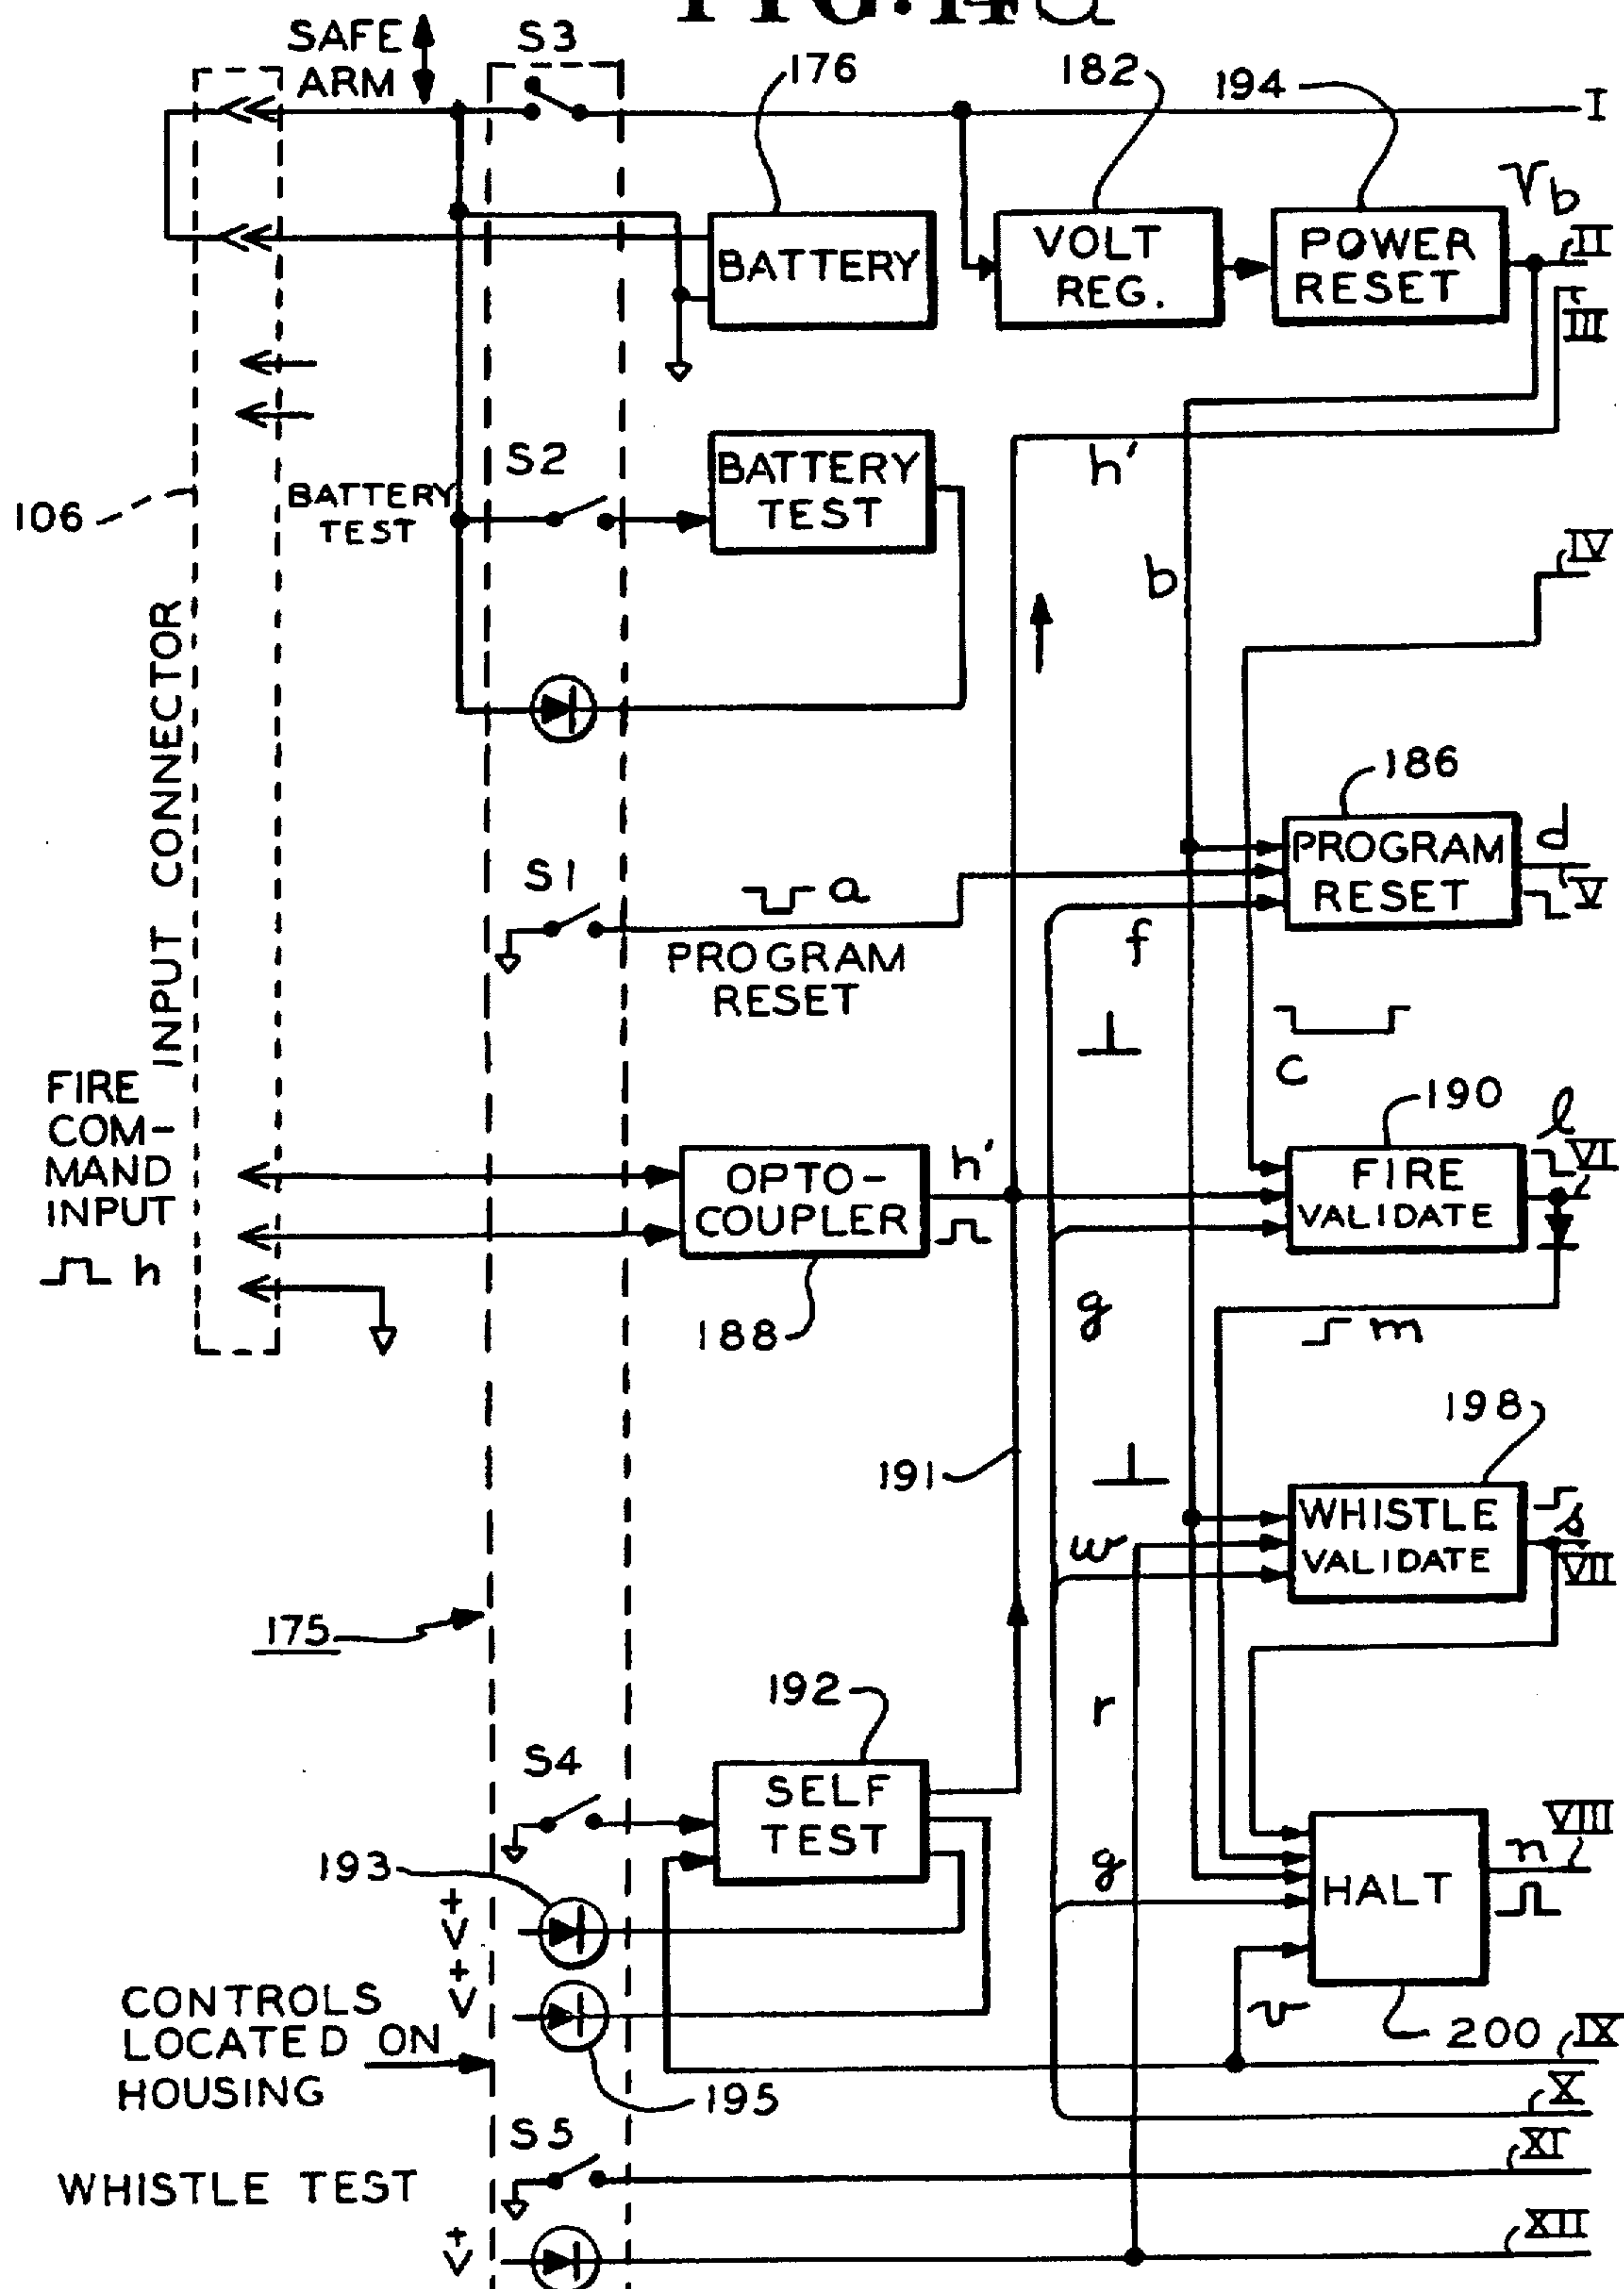 FIG. 14a
SAFE
ARM
S3
176
182
194
I
BATTERY
VOLT
REG.
POWER
RESET
b
II
III
S2
BATTERY
TEST
BATTERY
TEST
106
h'
b
IV
INPUT CONNECTOR
186
S1
a
PROGRAM
RESET
PROGRAM
RESET
d
V
f
c
FIRE
COM-
MAND
INPUT
h
OPTO-
COUPLER
h'
190
FIRE
VALIDATE
l
VI
188
g
m
198
191
WHISTLE
VALIDATE
s
VII
w
175
192
r
S4
SELF
TEST
193
+
V
+
V
g
HALT
n
VIII
CONTROLS
LOCATED ON
HOUSING
195
v
200
IX
X
S5
XI
WHISTLE TEST
+
V
XII